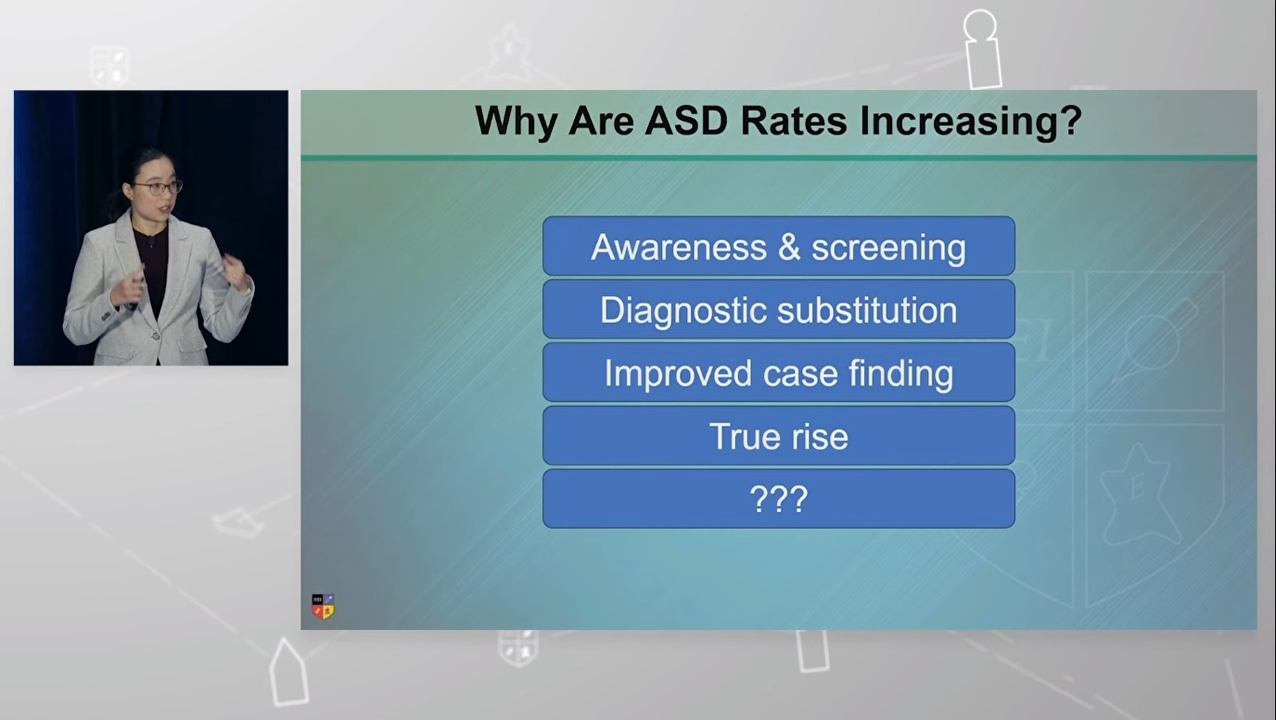 Why Are ASD Rates Increasing?
Awareness & screening
Diagnostic substitution
Improved case finding
True rise
???
E